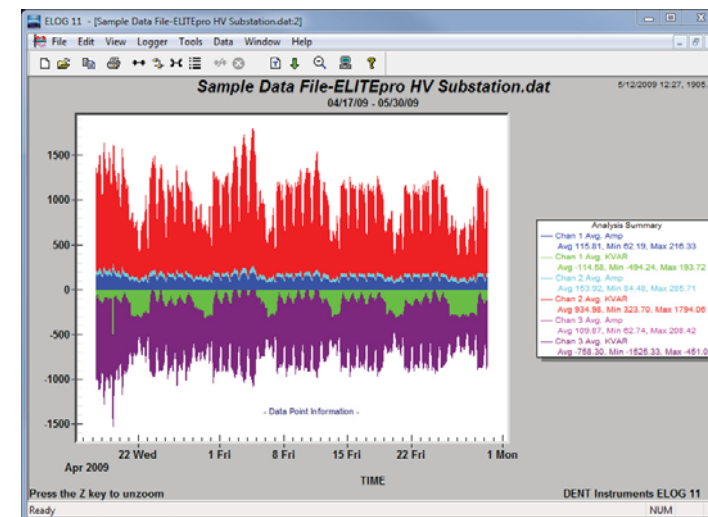 ELOG 11 - [Sample Data File-ELITEpro HV Substation.dat:2]
File Edit View Logger Tools Data Window Help
Sample Data File-ELITEpro HV Substation.dat
5/12/2009 12:27, 1905.
04/17/09 - 05/30/09
1500
1000
500
0
-500
-1000
-1500
Analysis Summary
Chan 1 Avg. Amp
Avg 115.81, Min 62.19, Max 216.33
Chan 1 Avg. KVAR
Avg -114.58, Min -494.24, Max 193.72
Chan 2 Avg. Amp
Avg 153.92, Min 84.48, Max 285.71
Chan 2 Avg. KVAR
Avg 934.98, Min 323.70, Max 1794.06
Chan 3 Avg. Amp
Avg 109.87, Min 62.74, Max 208.42
Chan 3 Avg. KVAR
Avg -758.30, Min -1525.33, Max -451.0
- Data Point Information -
22 Wed 1 Fri 8 Fri 15 Fri 22 Fri 1 Mon
Apr 2009
TIME
Press the Z key to unzoom
DENT Instruments ELOG 11
Ready NUM